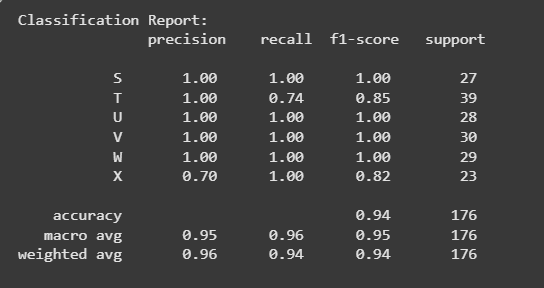 Classification Report:
precision recall f1-score support
S 1.00 1.00 1.00 27
T 1.00 0.74 0.85 39
U 1.00 1.00 1.00 28
V 1.00 1.00 1.00 30
W 1.00 1.00 1.00 29
X 0.70 1.00 0.82 23
accuracy 0.94 176
macro avg 0.95 0.96 0.95 176
weighted avg 0.96 0.94 0.94 176